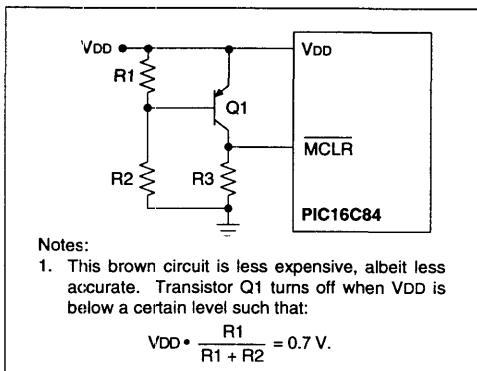 VDD VDD
R1
Q1
MCLR
R2 R3
PIC16C84
Notes:
1. This brown circuit is less expensive, albeit less
accurate. Transistor Q1 turns off when VDD is
below a certain level such that:
VDD • R1 / R1 + R2 = 0.7 V.